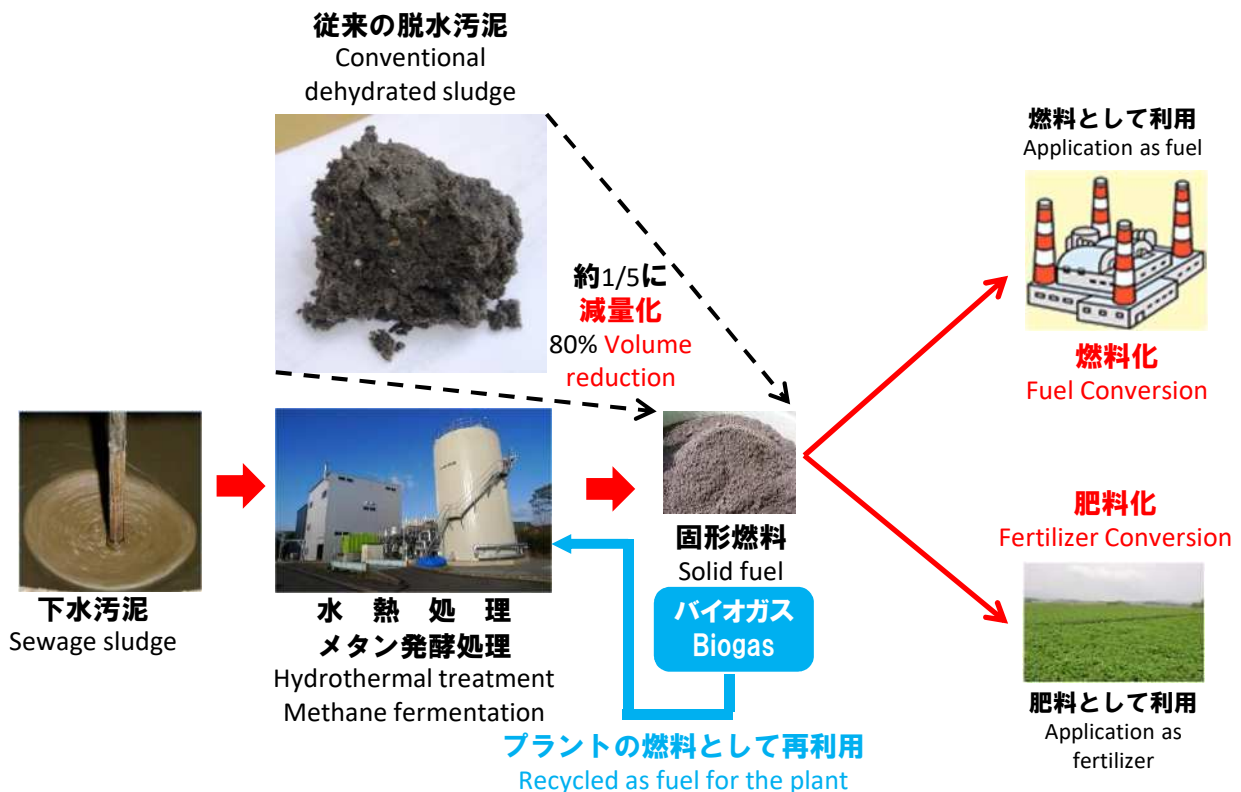 従来の脱水汚泥
Conventional
dehydrated sludge
約1/5に
減量化
80% Volume
reduction
下水汚泥
Sewage sludge
水 熱 処 理
メタン発酵処理
Hydrothermal treatment
Methane fermentation
固形燃料
Solid fuel
バイオガス
Biogas
プラントの燃料として再利用
Recycled as fuel for the plant
燃料として利用
Application as fuel
燃料化
Fuel Conversion
肥料化
Fertilizer Conversion
肥料として利用
Application as
fertilizer